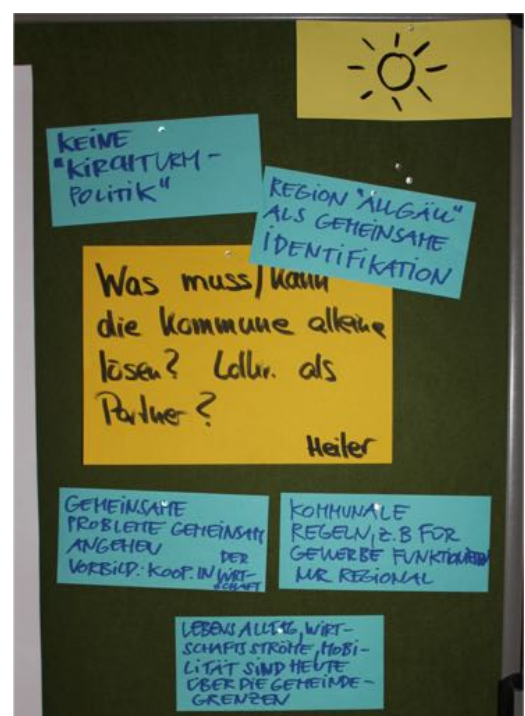 KEINE
"KIRCHTURM-
POLITIK"
REGION "ALLGÄU"
ALS GEMEINSAME
IDENTIFIKATION
Was muss/kann
die Kommune alleine
lösen? Ldkr. als
Partner?
Heiler
GEMEINSAME
PROBLEME GEMEINSAM
ANGEHEN
VORBILD: KOOP. IN DER WIRT-
SCHAFT
KOMMUNALE
REGELN, z.B FÜR
GEWERBE FUNKTIONIEREN
NUR REGIONAL
LEBENSALLTAG, WIRT-
SCHAFTSSTRÖME, MOBI-
LITÄT SIND HEUTE
ÜBER DIE GEMEINDE-
GRENZEN